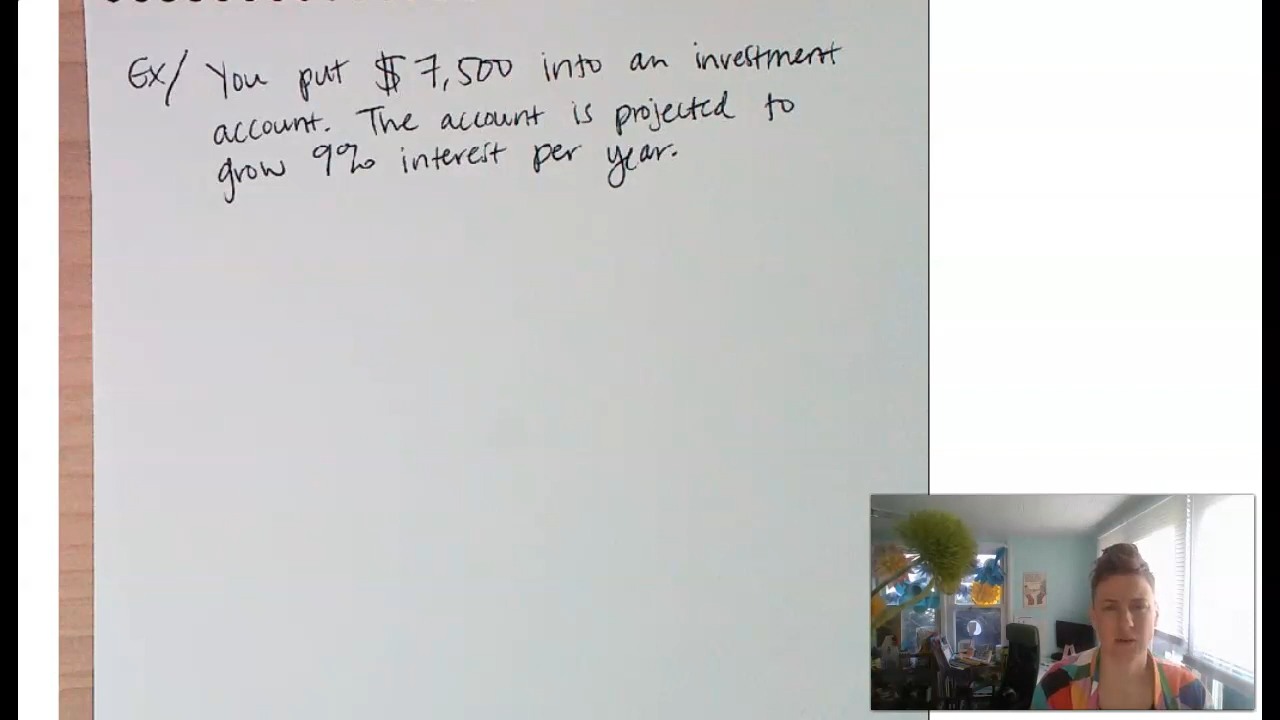 Ex/ You put $7,500 into an investment
account. The account is projected to
grow 9% interest per year.